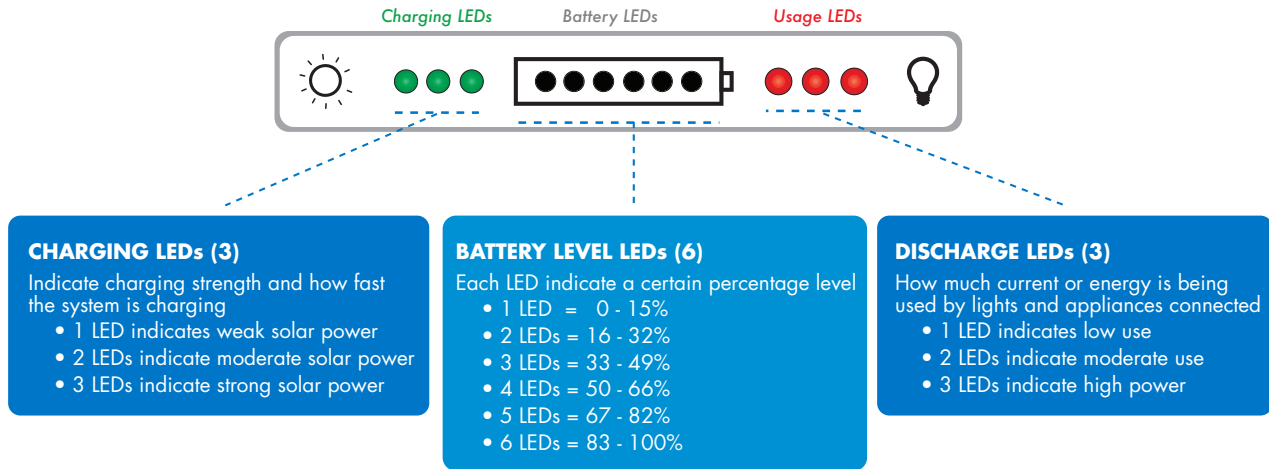 Charging LEDs Battery LEDs Usage LEDs
CHARGING LEDs (3)
Indicate charging strength and how fast
the system is charging
• 1 LED indicates weak solar power
• 2 LEDs indicate moderate solar power
• 3 LEDs indicate strong solar power
BATTERY LEVEL LEDs (6)
Each LED indicate a certain percentage level
• 1 LED = 0 - 15%
• 2 LEDs = 16 - 32%
• 3 LEDs = 33 - 49%
• 4 LEDs = 50 - 66%
• 5 LEDs = 67 - 82%
• 6 LEDs = 83 - 100%
DISCHARGE LEDs (3)
How much current or energy is being
used by lights and appliances connected
• 1 LED indicates low use
• 2 LEDs indicate moderate use
• 3 LEDs indicate high power